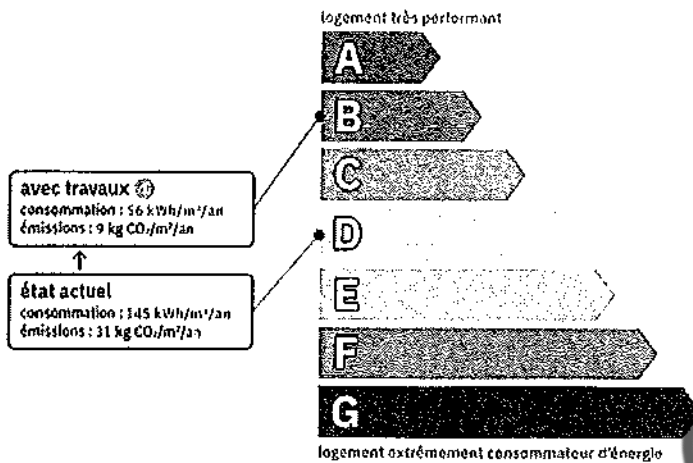 logement très performant
A
B
C
avec travaux
consommation : 56 kWh/m²/an
émissions : 9 kg CO₂/m²/an
D
état actuel
consommation : 145 kWh/m²/an
émissions : 31 kg CO₂/m²/an
E
F
G
logement extrêmement consommateur d'énergie